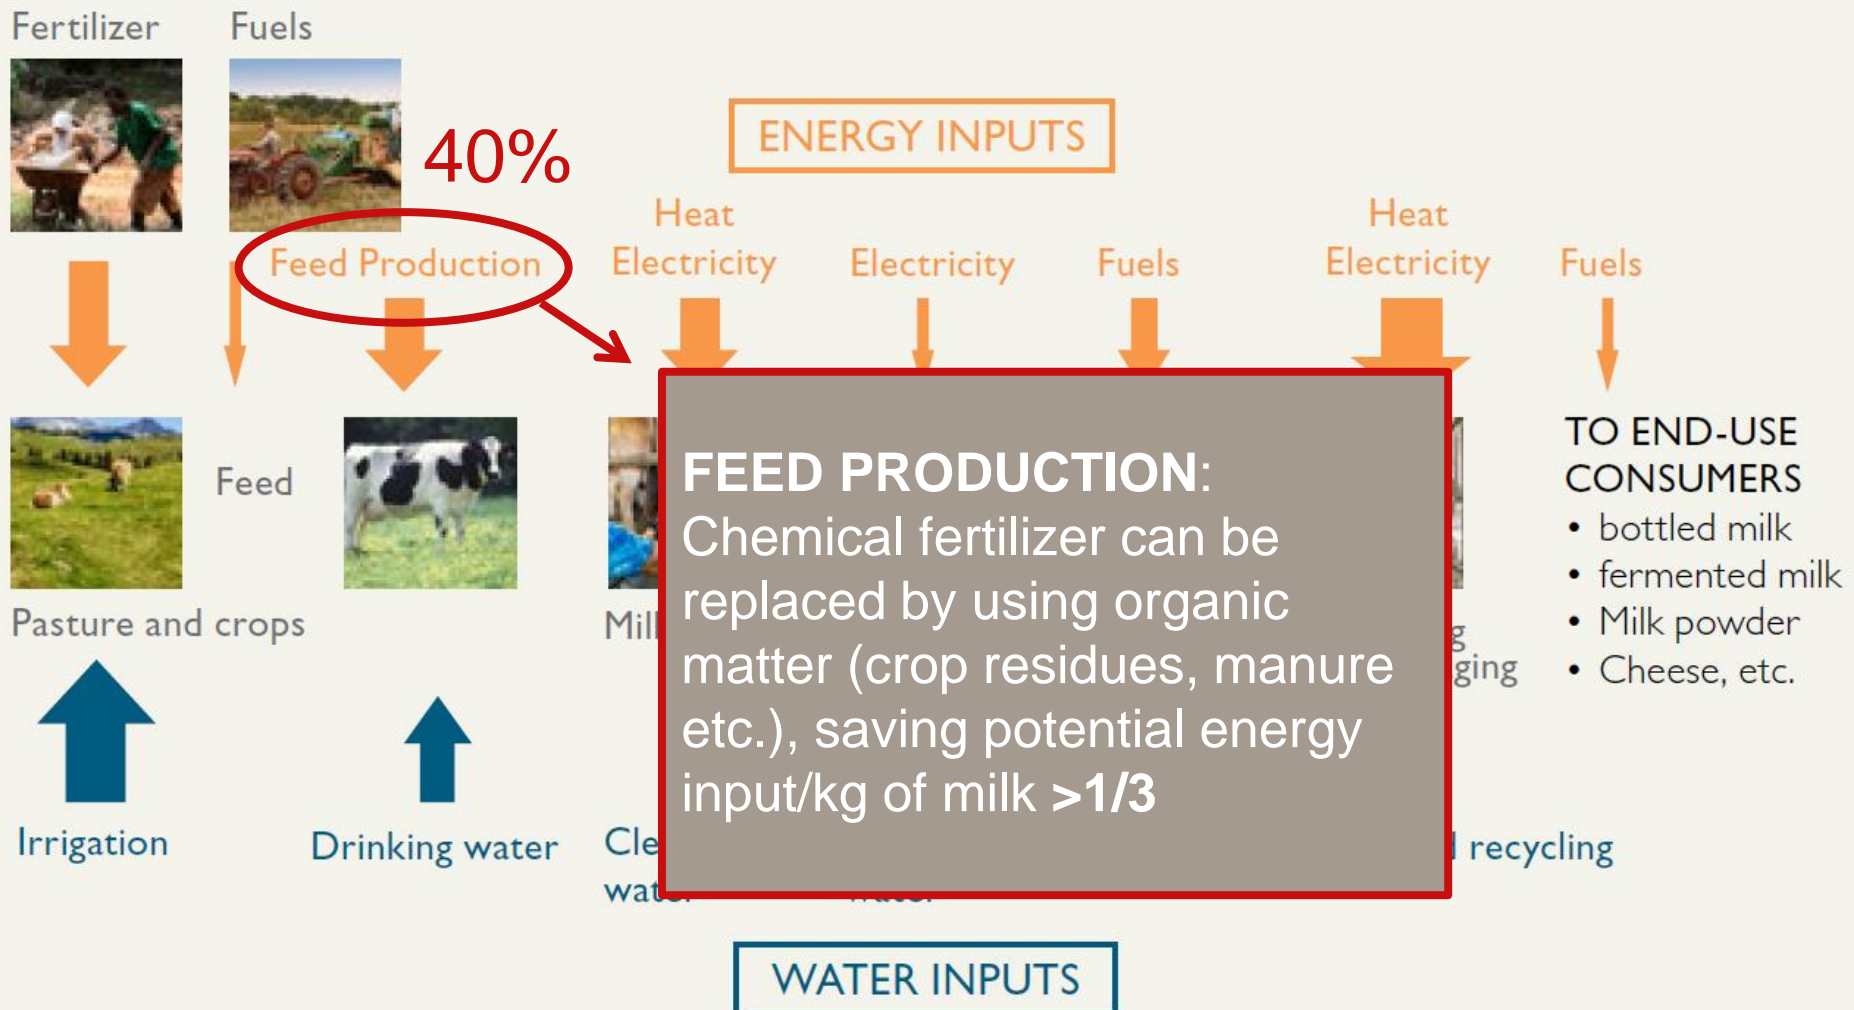 Fertilizer
Fuels
40%
ENERGY INPUTS
Feed Production
Heat
Electricity
Electricity
Fuels
Heat
Electricity
Fuels
Feed
Pasture and crops
FEED PRODUCTION:
Chemical fertilizer can be
replaced by using organic
matter (crop residues, manure
etc.), saving potential energy
input/kg of milk >1/3
TO END-USE
CONSUMERS
• bottled milk
• fermented milk
• Milk powder
• Cheese, etc.
Irrigation
Drinking water
recycling
WATER INPUTS